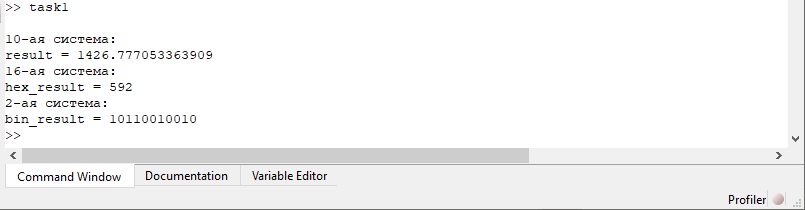 >> task1
10-ая система:
result = 1426.777053363909
16-ая система:
hex_result = 592
2-ая система:
bin_result = 10110010010
>>
Command Window Documentation Variable Editor
Profiler